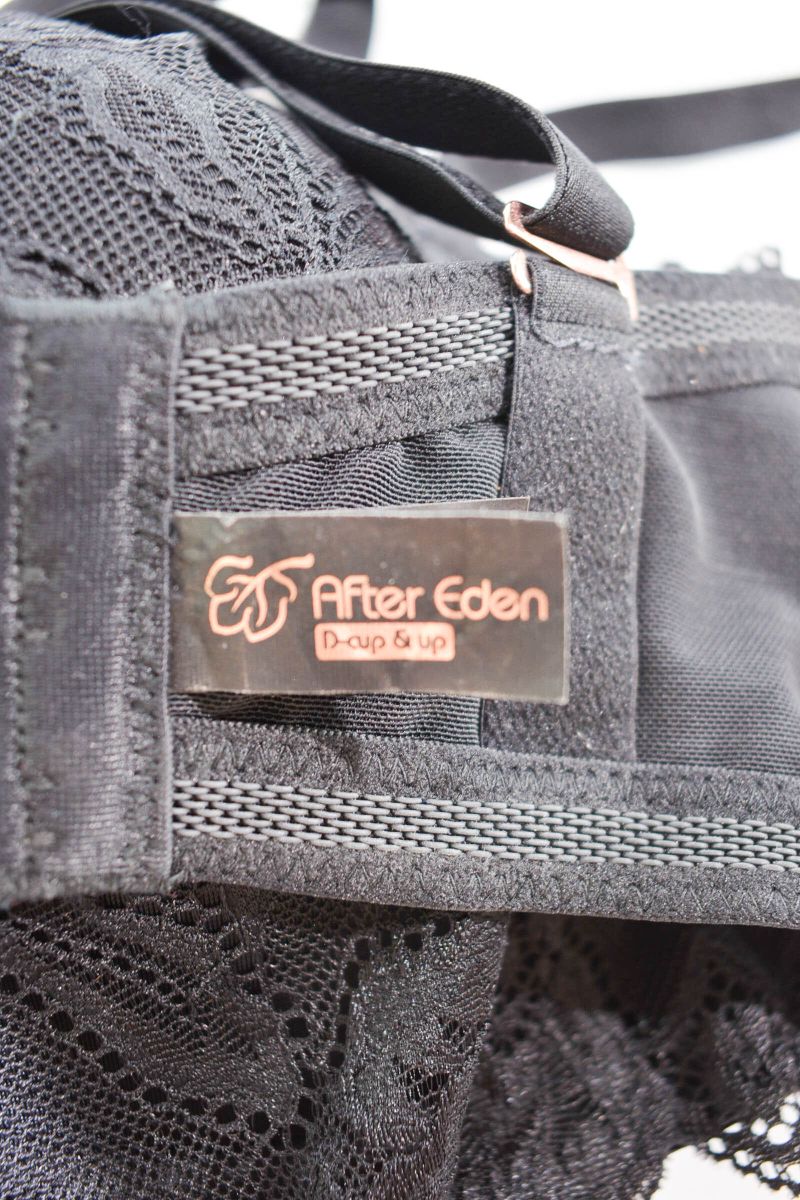 After Eden
D-cup & up